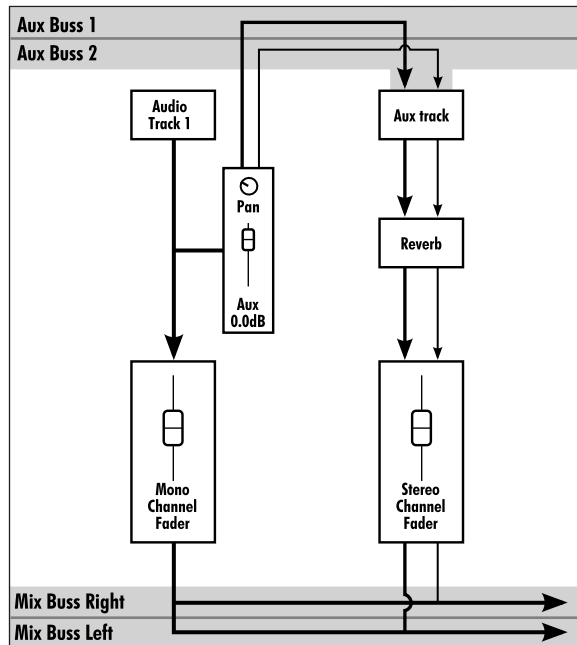 Aux Buss 1
Aux Buss 2
Audio
Track 1
Aux track
Pan
Reverb
Aux
0.0dB
Mono
Channel
Fader
Stereo
Channel
Fader
Mix Buss Right
Mix Buss Left